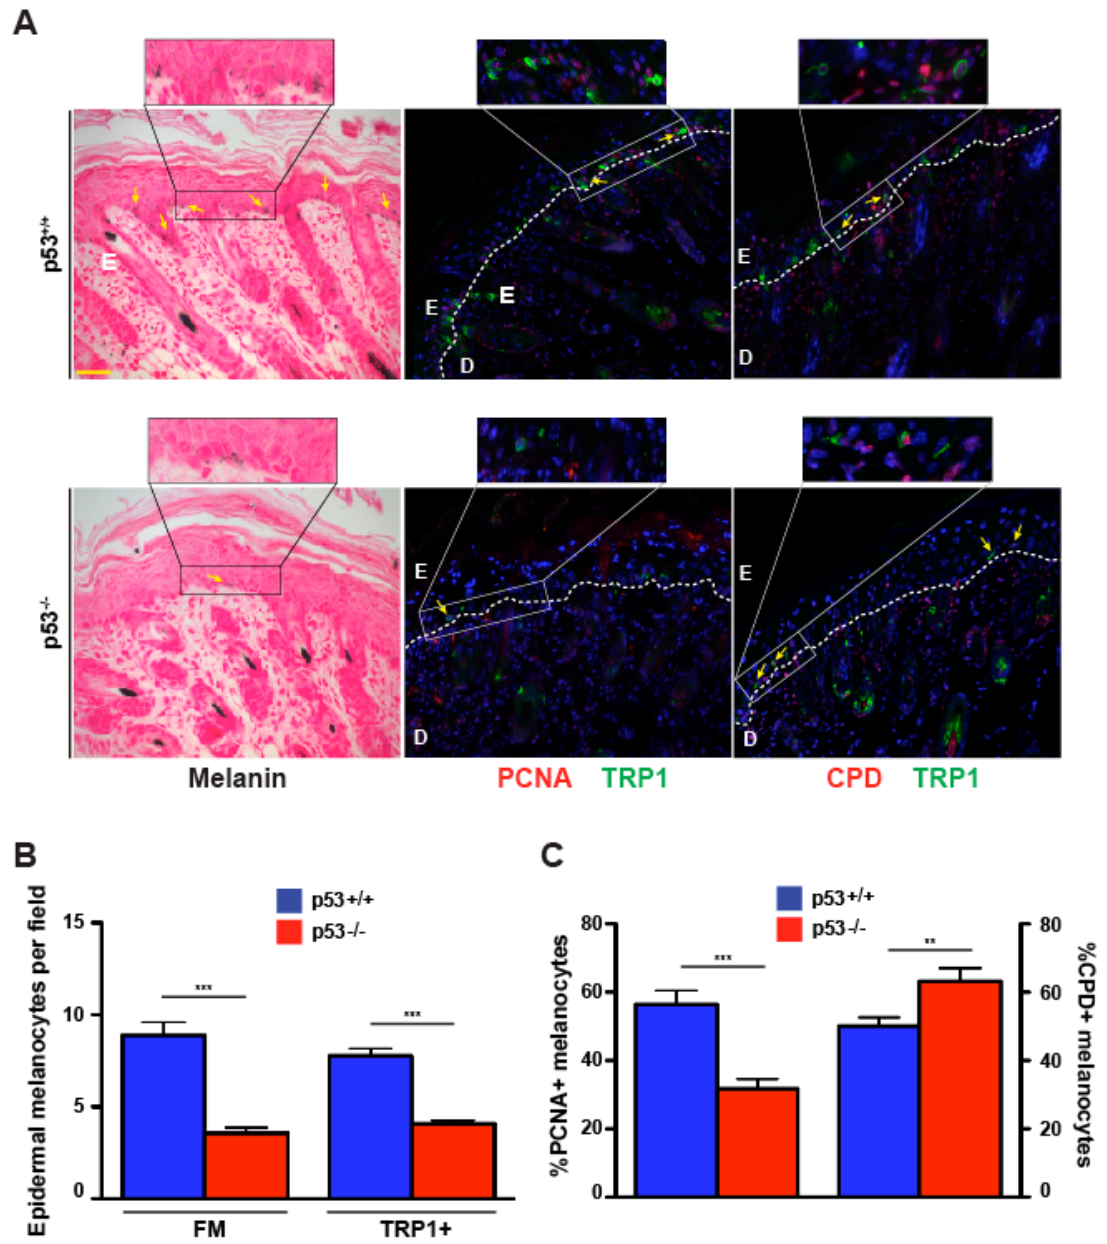 A
p53+/+
E
E
E
D
E
D
p53-/-
E
D
E
D
Melanin
PCNA TRP1
CPD TRP1
B
Epidermal melanocytes per field
p53+/+
p53-/-
15
10
5
0
***
***
FM
TRP1+
C
%PCNA+ melanocytes
p53+/+
p53-/-
80
60
40
20
0
***
**
80
60
40
20
0
%CPD+ melanocytes